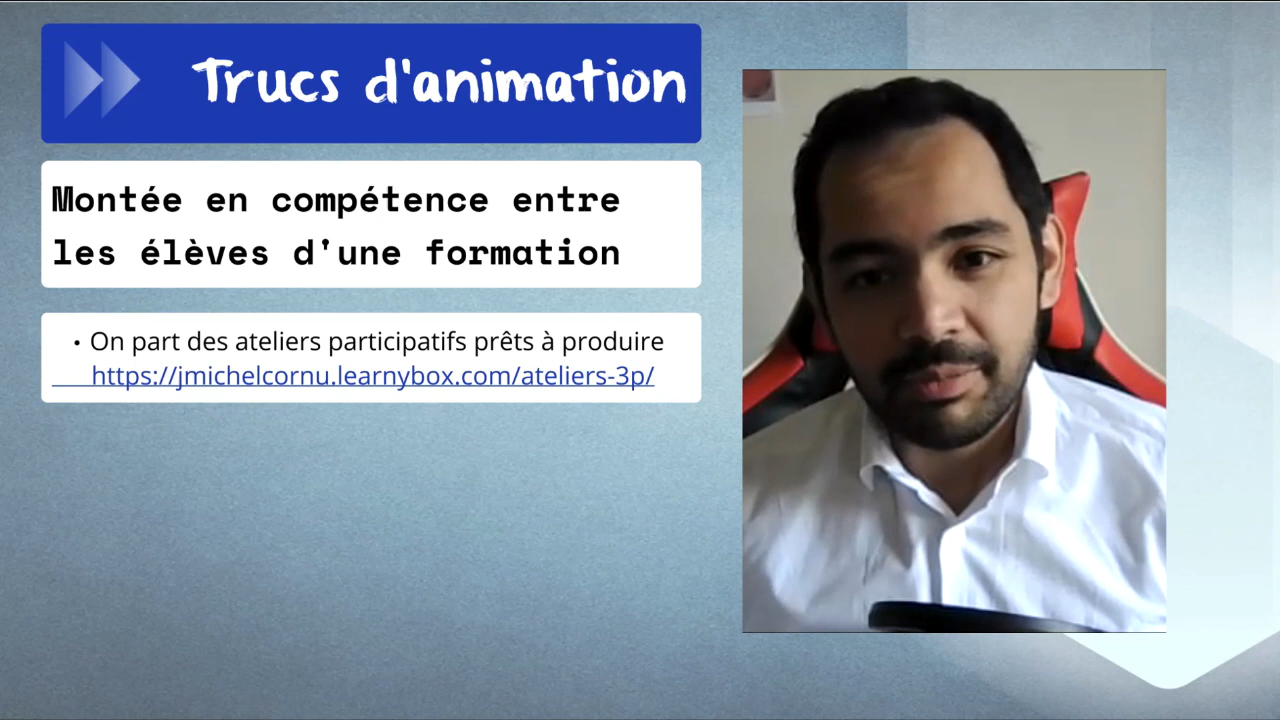 Trucs d'animation
Montée en compétence entre
les élèves d'une formation
• On part des ateliers participatifs prêts à produire
https://jmichelcornu.learnybox.com/ateliers-3p/